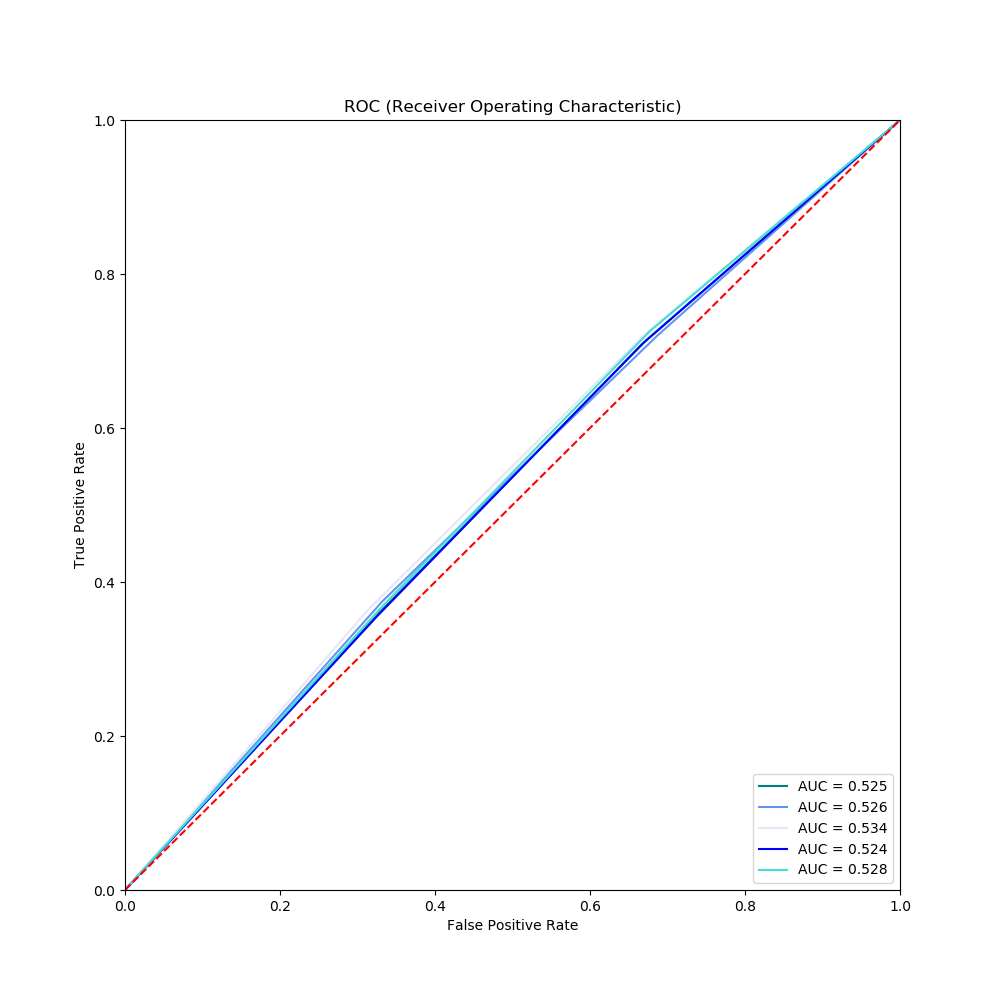 ROC (Receiver Operating Characteristic)
True Positive Rate
1.0
0.8
0.6
0.4
0.2
0.0
AUC = 0.525
AUC = 0.526
AUC = 0.534
AUC = 0.524
AUC = 0.528
0.0 0.2 0.4 0.6 0.8 1.0
False Positive Rate